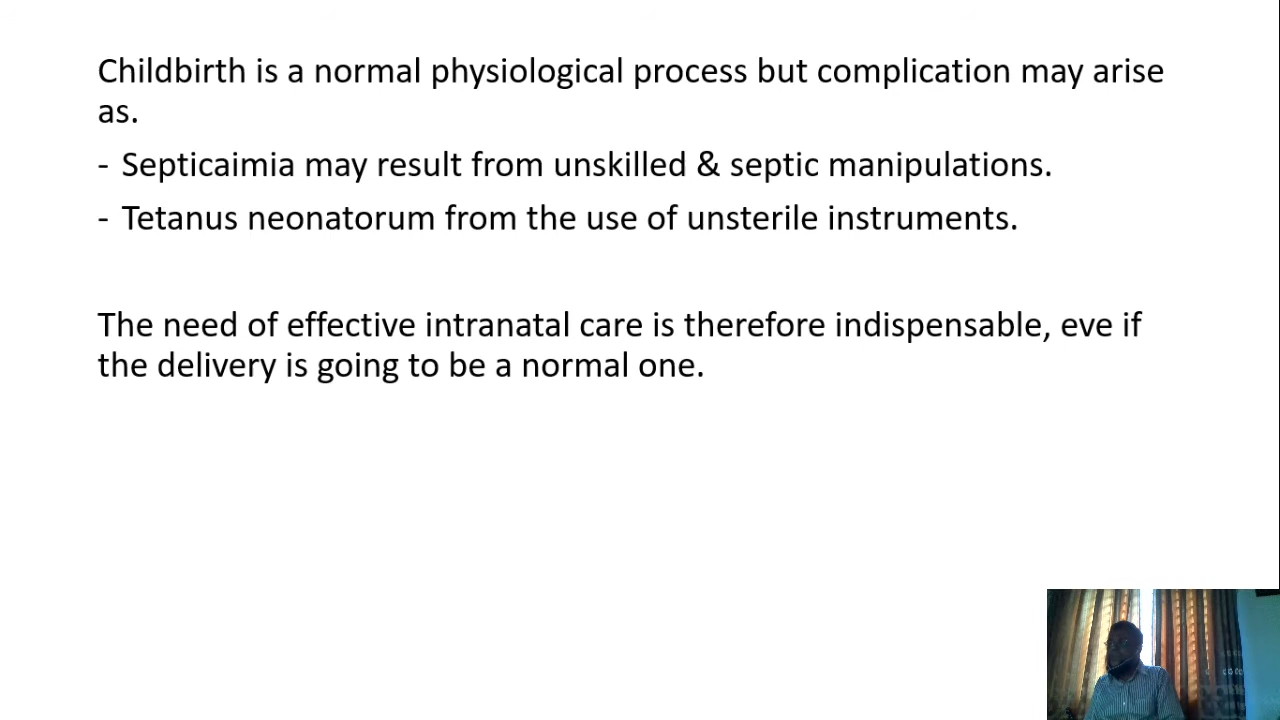 Childbirth is a normal physiological process but complication may arise
as.
- Septicaimia may result from unskilled & septic manipulations.
- Tetanus neonatorum from the use of unsterile instruments.
The need of effective intranatal care is therefore indispensable, eve if
the delivery is going to be a normal one.